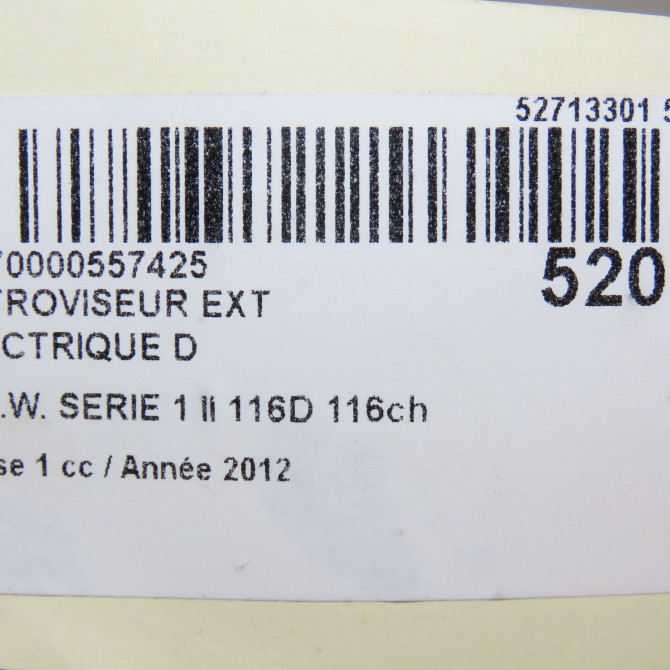 52713301 5
70000557425
520
TROVISEUR EXT
CTRIQUE D
.W. SERIE 1 II 116D 116ch
se 1 cc / Année 2012